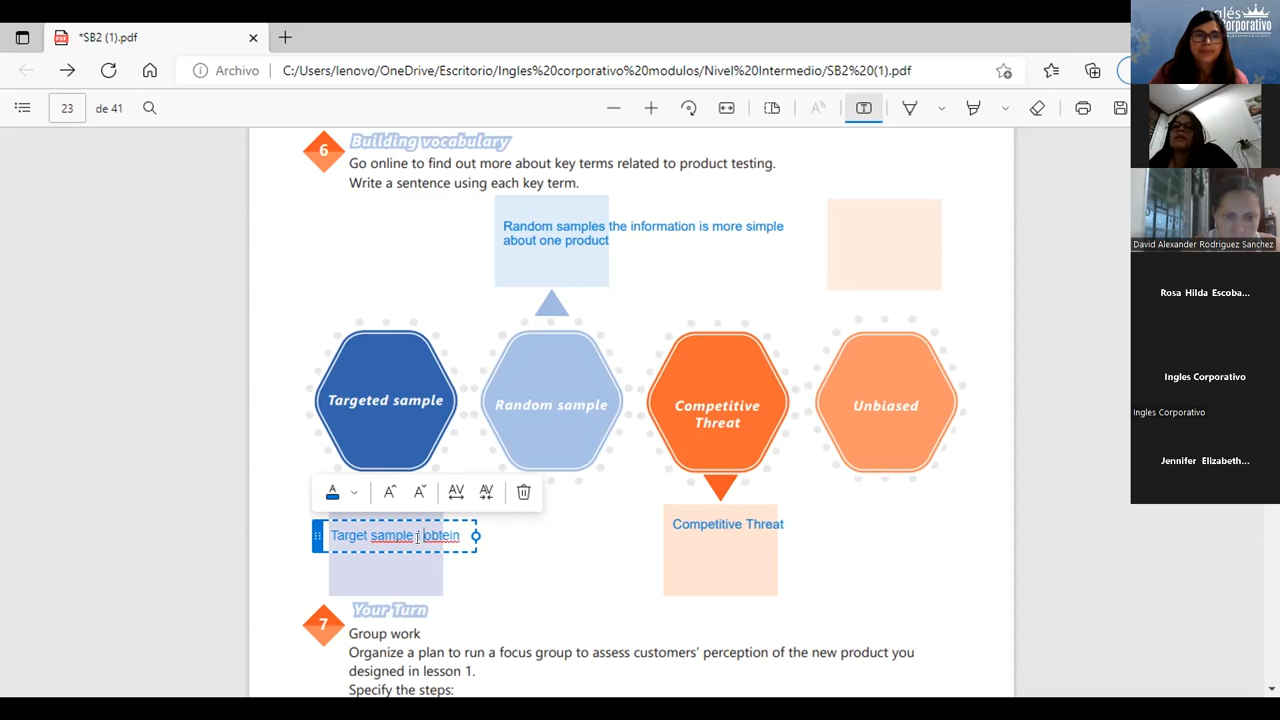 *SB2 (1).pdf
Archivo
C:/Users/lenovo/OneDrive/Escritorio/Ingles%20corporativo%20modulos/Nivel%20Intermedio/SB2%20(1).pdf
23
de 41
6
Building vocabulary
Go online to find out more about key terms related to product testing.
Write a sentence using each key term.
Random samples the information is more simple
about one product
Targeted sample
Random sample
Competitive
Threat
Unbiased
Target sample i obtein
Competitive Threat
7
Your Turn
Group work
Organize a plan to run a focus group to assess customers' perception of the new product you
designed in lesson 1.
Specify the steps:
Inglés
Corporativo
David Alexander Rodriguez Sanchez
Rosa Hilda Escoba...
Ingles Corporativo
Ingles Corporativo
Jennifer Elizabeth...